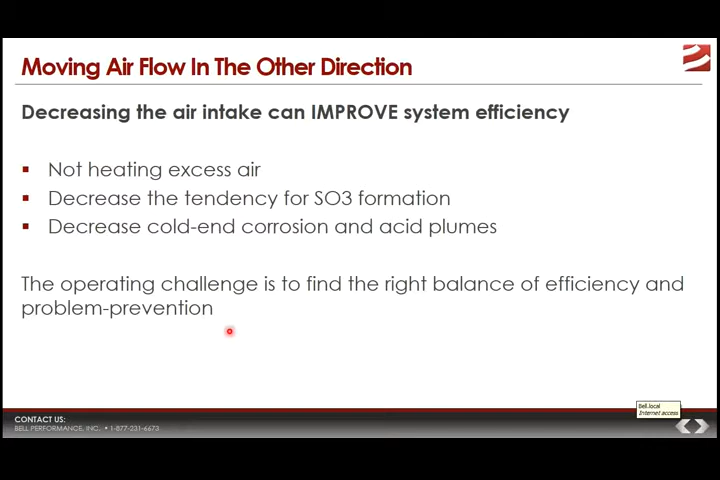 Moving Air Flow In The Other Direction
Decreasing the air intake can IMPROVE system efficiency
Not heating excess air
Decrease the tendency for SO3 formation
Decrease cold-end corrosion and acid plumes
The operating challenge is to find the right balance of efficiency and
problem-prevention
Bell.local
Internet access
CONTACT US:
BELL PERFORMANCE, INC. • 1-877-231-6673